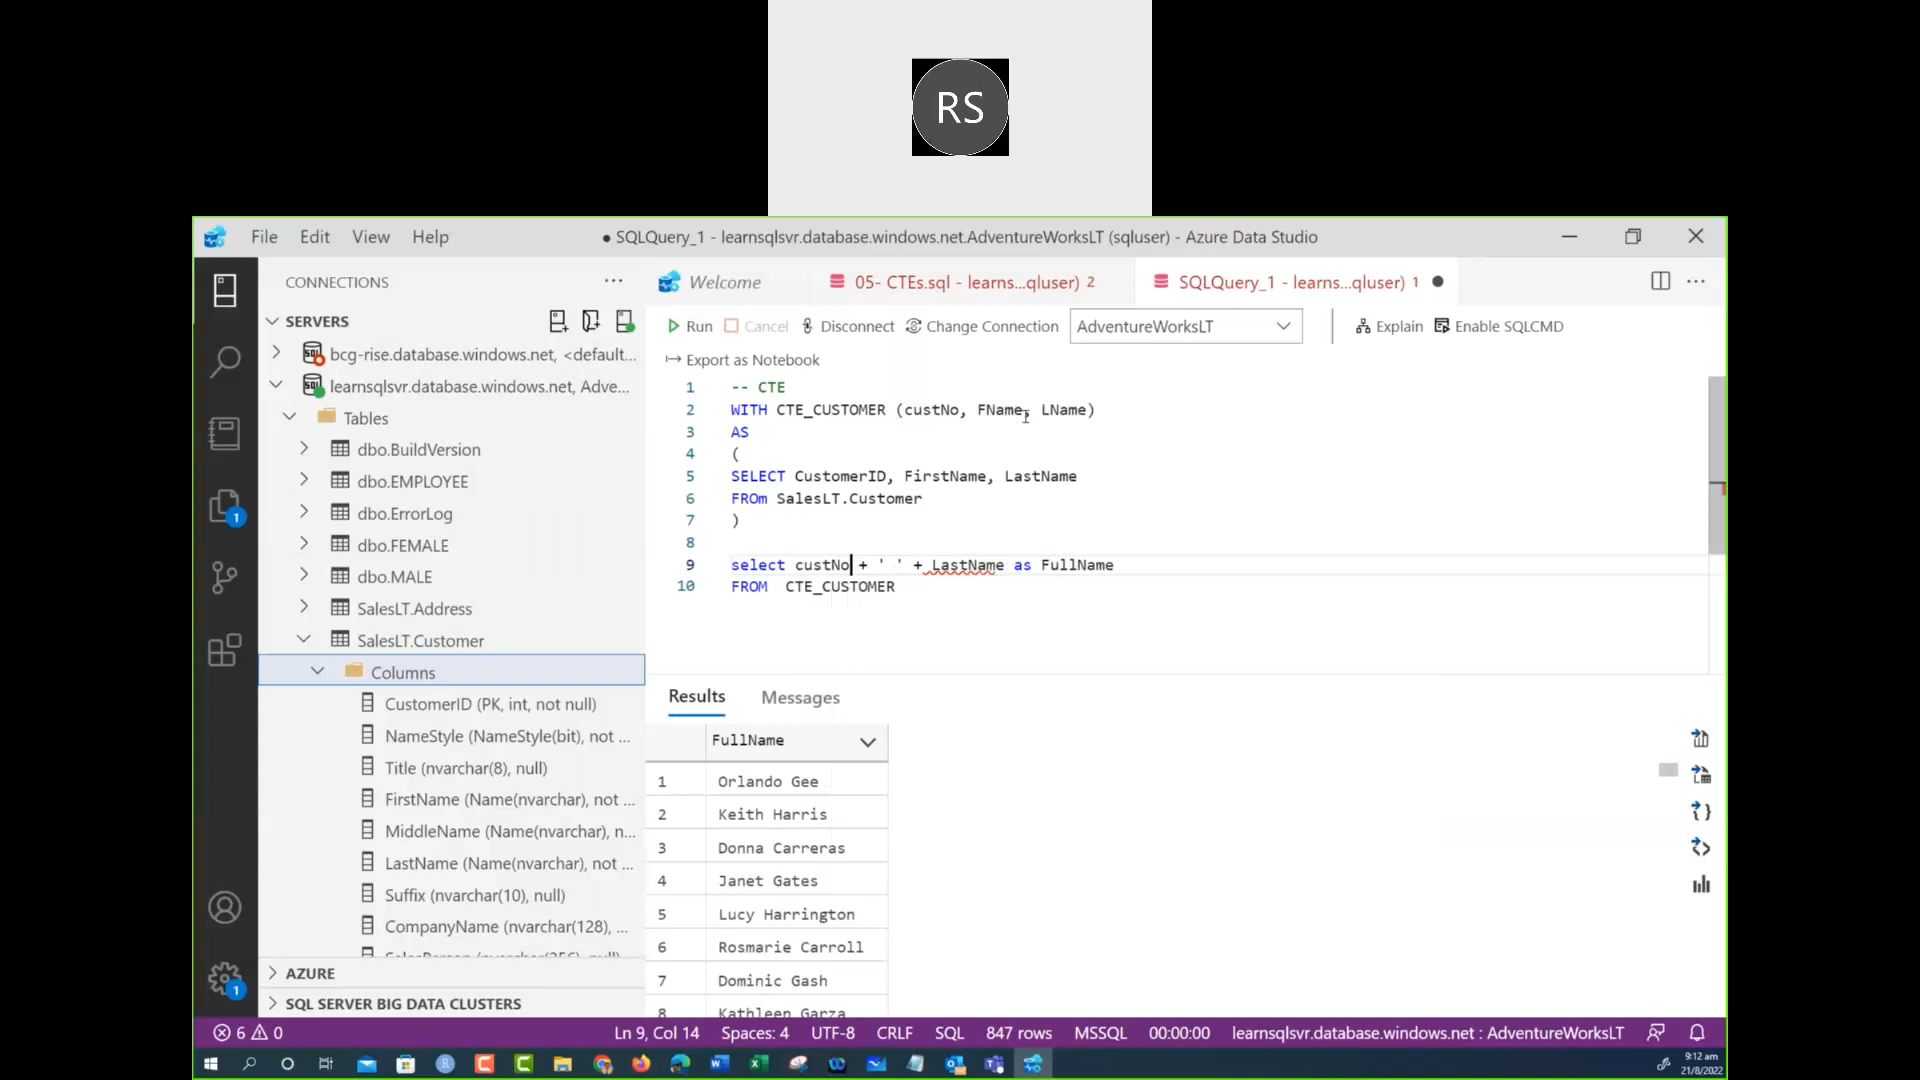 RS
File Edit View Help
● SQLQuery_1 - learnsqlsvr.database.windows.net.AdventureWorksLT (sqluser) - Azure Data Studio
CONNECTIONS
Welcome
05- CTEs.sql - learns...qluser) 2
SQLQuery_1 - learns...qluser) 1
SERVERS
Run Cancel Disconnect Change Connection AdventureWorksLT Explain Enable SQLCMD
Export as Notebook
bcg-rise.database.windows.net, <default...
learnsqlsvr.database.windows.net, Adve...
Tables
dbo.BuildVersion
dbo.EMPLOYEE
dbo.ErrorLog
dbo.FEMALE
dbo.MALE
SalesLT.Address
SalesLT.Customer
Columns
CustomerID (PK, int, not null)
NameStyle (NameStyle(bit), not ...
Title (nvarchar(8), null)
FirstName (Name(nvarchar), not ...
MiddleName (Name(nvarchar), n...
LastName (Name(nvarchar), not ...
Suffix (nvarchar(10), null)
CompanyName (nvarchar(128), ...
SalesPerson (nvarchar(256), null)
AZURE
SQL SERVER BIG DATA CLUSTERS
1 -- CTE
2 WITH CTE_CUSTOMER (custNo, FName, LName)
3 AS
4 (
5 SELECT CustomerID, FirstName, LastName
6 FROm SalesLT.Customer
7 )
8
9 select custNo + ' ' + LastName as FullName
10 FROM  CTE_CUSTOMER
Results Messages
FullName
1 Orlando Gee
2 Keith Harris
3 Donna Carreras
4 Janet Gates
5 Lucy Harrington
6 Rosmarie Carroll
7 Dominic Gash
8 Kathleen Garza
1
1
6 0
Ln 9, Col 14 Spaces: 4 UTF-8 CRLF SQL 847 rows MSSQL 00:00:00 learnsqlsvr.database.windows.net : AdventureWorksLT
9:12 am
21/8/2022